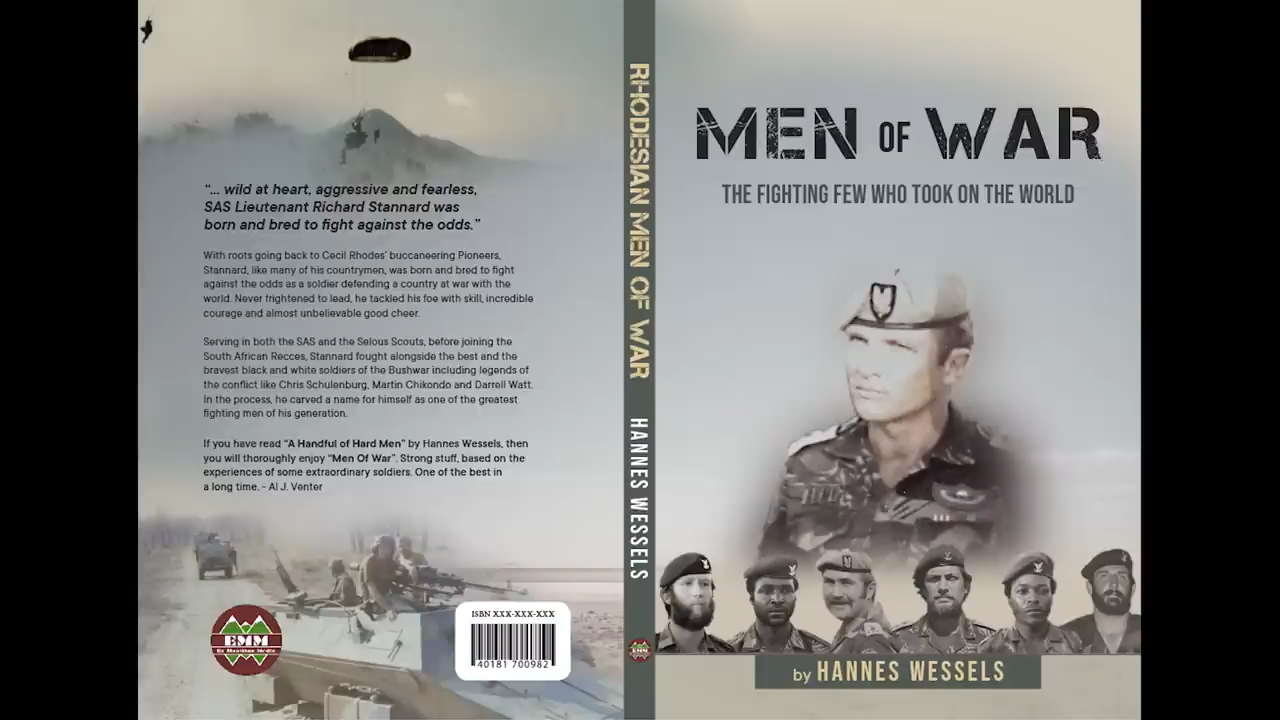 "... wild at heart, aggressive and fearless,
SAS Lieutenant Richard Stannard was
born and bred to fight against the odds."
With roots going back to Cecil Rhodes' buccaneering Pioneers,
Stannard, like many of his countrymen, was born and bred to fight
against the odds as a soldier defending a country at war with the
world. Never frightened to lead, he tackled his foe with skill, incredible
courage and almost unbelievable good cheer.
Serving in both the SAS and the Selous Scouts, before joining the
South African Recces, Stannard fought alongside the best and the
bravest black and white soldiers of the Bushwar including legends of
the conflict like Chris Schulenburg, Martin Chikondo and Darrell Watt.
In the process, he carved a name for himself as one of the greatest
fighting men of his generation.
If you have read "A Handful of Hard Men" by Hannes Wessels, then
you will thoroughly enjoy "Men Of War". Strong stuff, based on the
experiences of some extraordinary soldiers. One of the best in
a long time. - Al J. Venter
EMM
ISBN XXX-XXX-XXX
40181 700982
RHODESIAN MEN OF WAR
HANNES WESSELS
EMM
MEN OF WAR
THE FIGHTING FEW WHO TOOK ON THE WORLD
by HANNES WESSELS